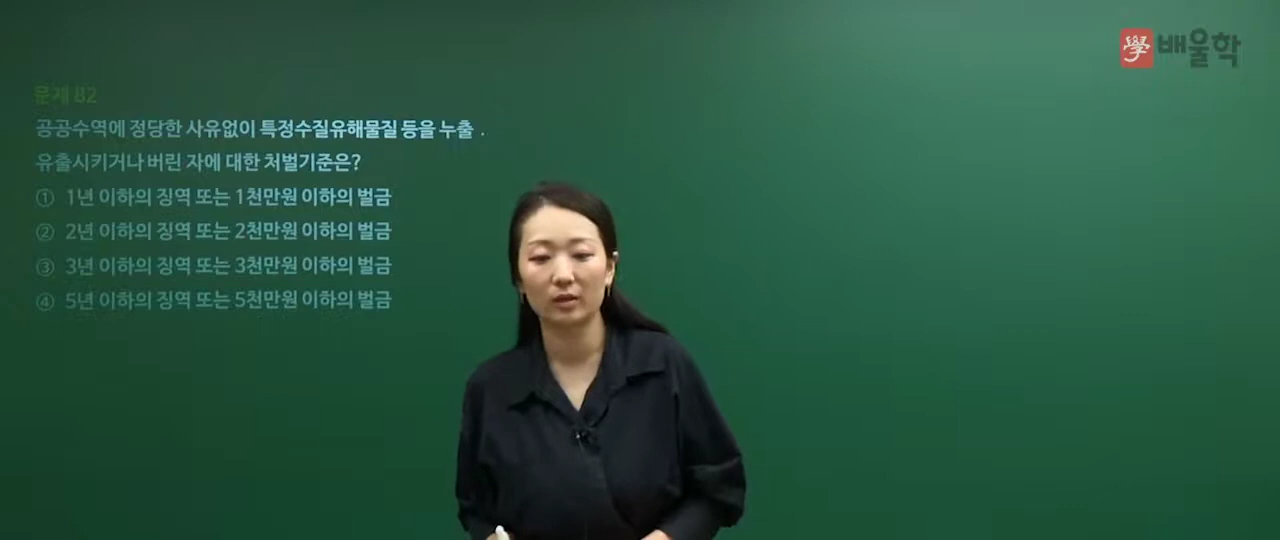 學 배울학
문제 82
공공수역에 정당한 사유없이 특정수질유해물질 등을 누출 .
유출시키거나 버린 자에 대한 처벌기준은?
① 1년 이하의 징역 또는 1천만원 이하의 벌금
② 2년 이하의 징역 또는 2천만원 이하의 벌금
③ 3년 이하의 징역 또는 3천만원 이하의 벌금
④ 5년 이하의 징역 또는 5천만원 이하의 벌금